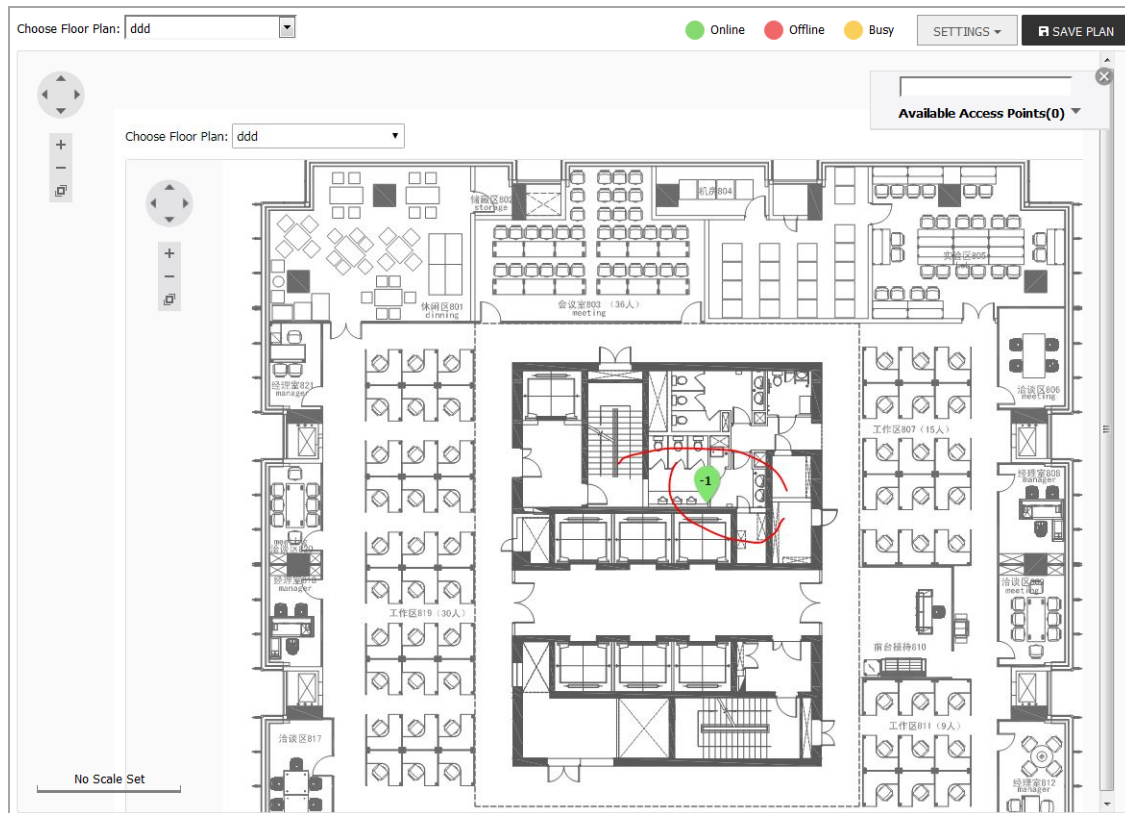 Choose Floor Plan: ddd
Online
Offline
Busy
SETTINGS
SAVE PLAN
Available Access Points(0)
Choose Floor Plan: ddd
储藏区802
storage
机房804
实验区805
休闲区801
dinning
会议室803 （36人）
meeting
经理室821
manager
洽谈区806
meeting
工作区807（15人）
-1
经理室808
manager
meeting
洽谈区820
经理室818
manager
洽谈区809
meeting
工作区819（30人）
前台接待810
工作区811（9人）
洽谈区817
No Scale Set
经理室812
manager